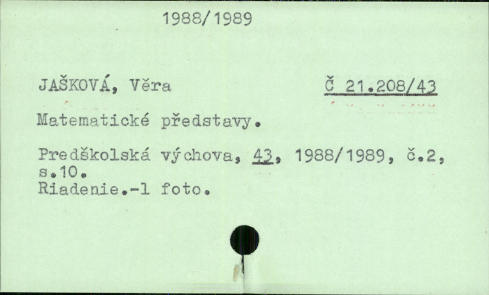 1988/1989
JAŠKOVÁ, Věra Č 21.208/43
Matematické představy.
Predškolská výchova, 43, 1988/1989, č.2,
s.10.
Riadenie.-1 foto.